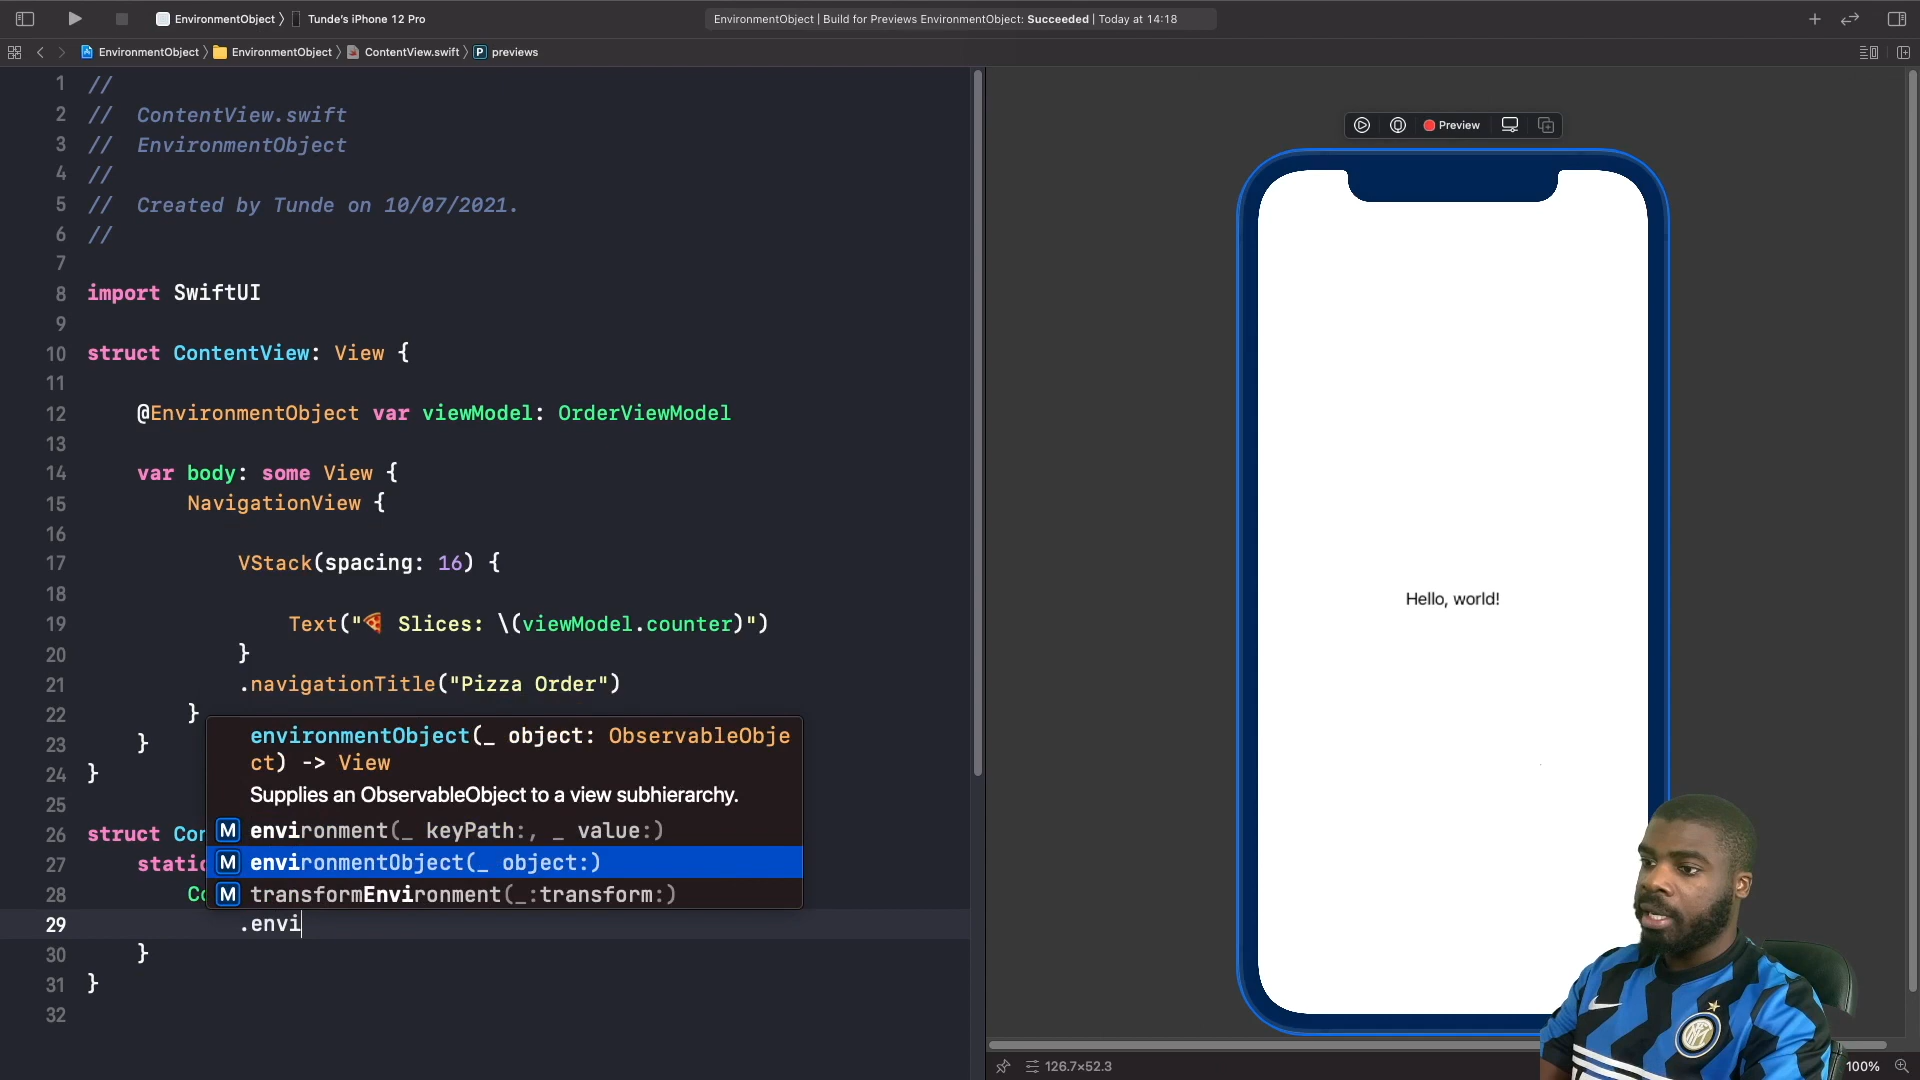 EnvironmentObject
Tunde's iPhone 12 Pro
EnvironmentObject | Build for Previews EnvironmentObject: Succeeded | Today at 14:18
EnvironmentObject
EnvironmentObject
ContentView.swift
P previews
1 //
2 //  ContentView.swift
3 //  EnvironmentObject
4 //
5 //  Created by Tunde on 10/07/2021.
6 //
7
8 import SwiftUI
9
10 struct ContentView: View {
11
12 @EnvironmentObject var viewModel: OrderViewModel
13
14 var body: some View {
15 NavigationView {
16
17 VStack(spacing: 16) {
18
19 Text("🍕 Slices: \(viewModel.counter)")
20 }
21 .navigationTitle("Pizza Order")
22 }
23 }
24 }
25
26 struct Con
27 static
28 Co
29 .envi
30 }
31 }
32
environmentObject(_ object: ObservableObje
ct) -> View
Supplies an ObservableObject to a view subhierarchy.
M environment(_ keyPath:, _ value:)
M environmentObject(_ object:)
M transformEnvironment(_:transform:)
Preview
Hello, world!
126.7×52.3
100%